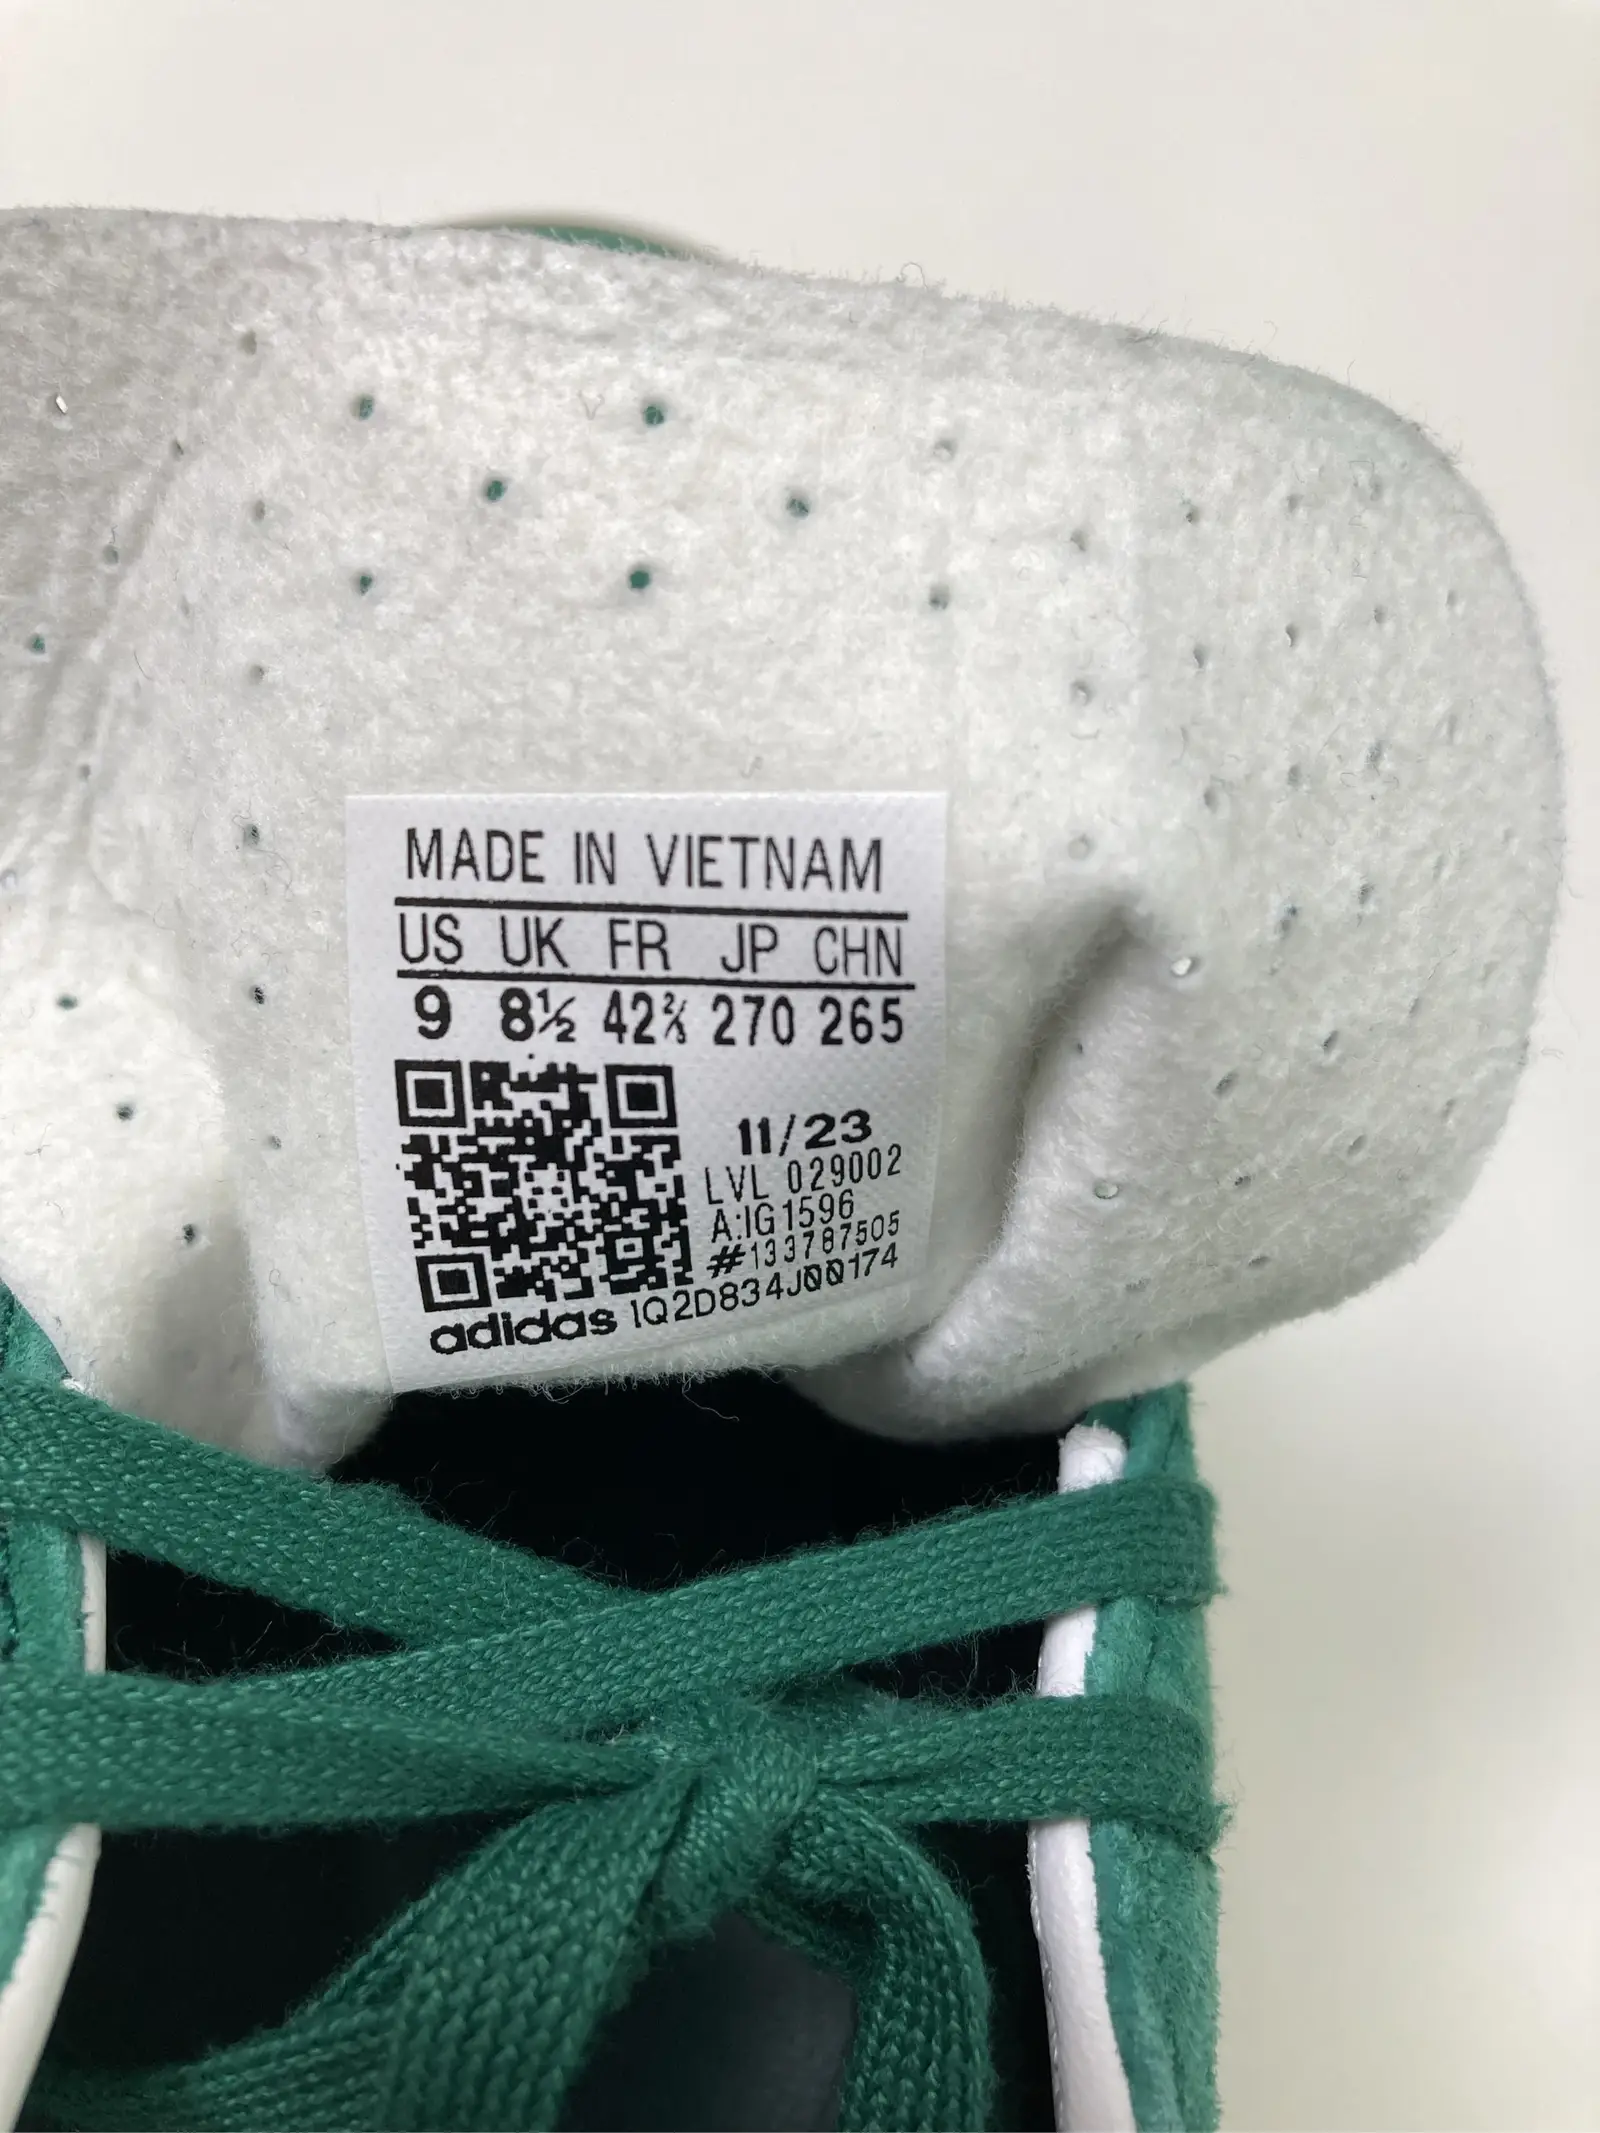 MADE IN VIETNAM
US UK FR JP CHN
9 8½ 42⅔ 270 265
11/23
LVL 029002
A:IG1596
#133787505
adidas 1Q2D834J00174